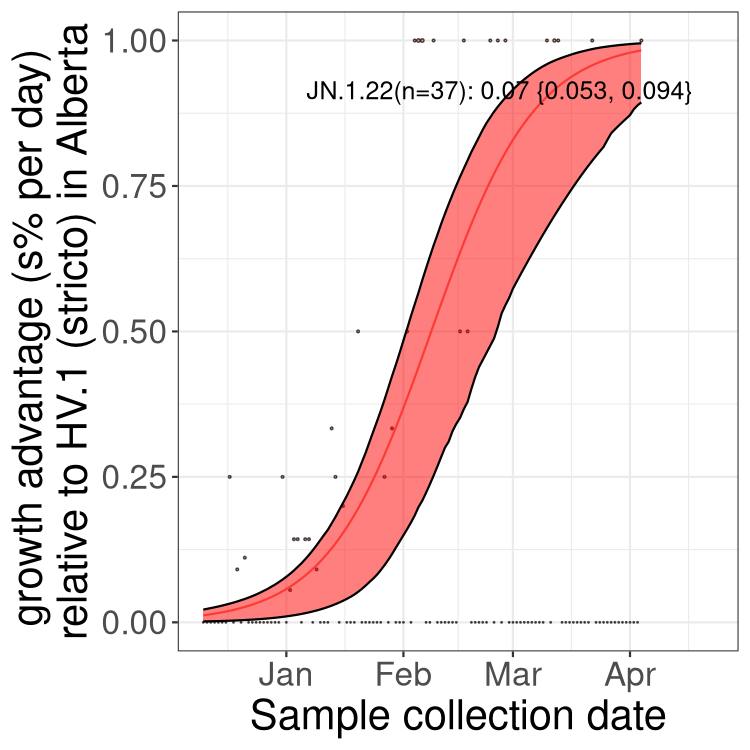 growth advantage (s% per day)
relative to HV.1 (stricto) in Alberta
1.00
0.75
0.50
0.25
0.00
JN.1.22(n=37): 0.07 {0.053, 0.094}
Jan Feb Mar Apr
Sample collection date